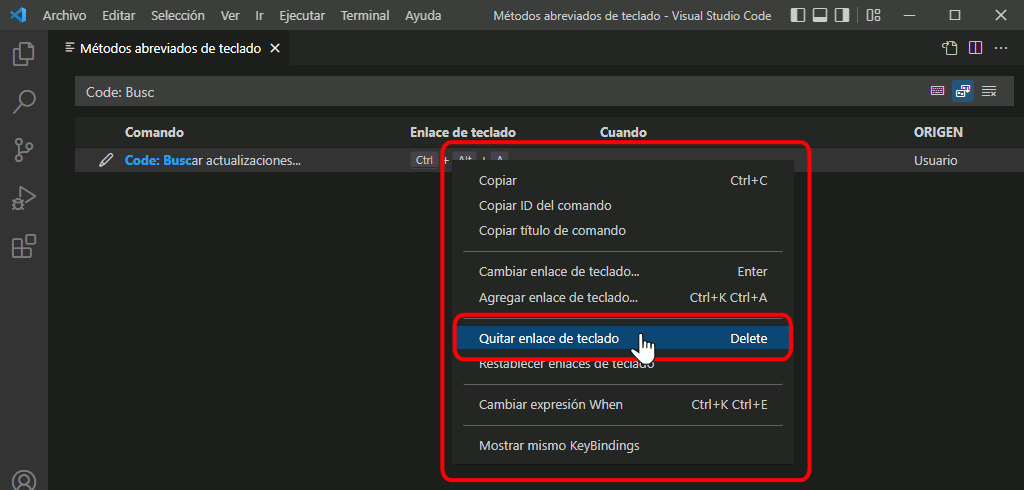 Archivo Editar Selección Ver Ir Ejecutar Terminal Ayuda Métodos abreviados de teclado - Visual Studio Code
Métodos abreviados de teclado
Code: Busc
Comando Enlace de teclado Cuando ORIGEN
Code: Buscar actualizaciones... Ctrl + Alt + A Usuario
Copiar Ctrl+C
Copiar ID del comando
Copiar título de comando
Cambiar enlace de teclado... Enter
Agregar enlace de teclado... Ctrl+K Ctrl+A
Quitar enlace de teclado Delete
Restablecer enlaces de teclado
Cambiar expresión When Ctrl+K Ctrl+E
Mostrar mismo KeyBindings